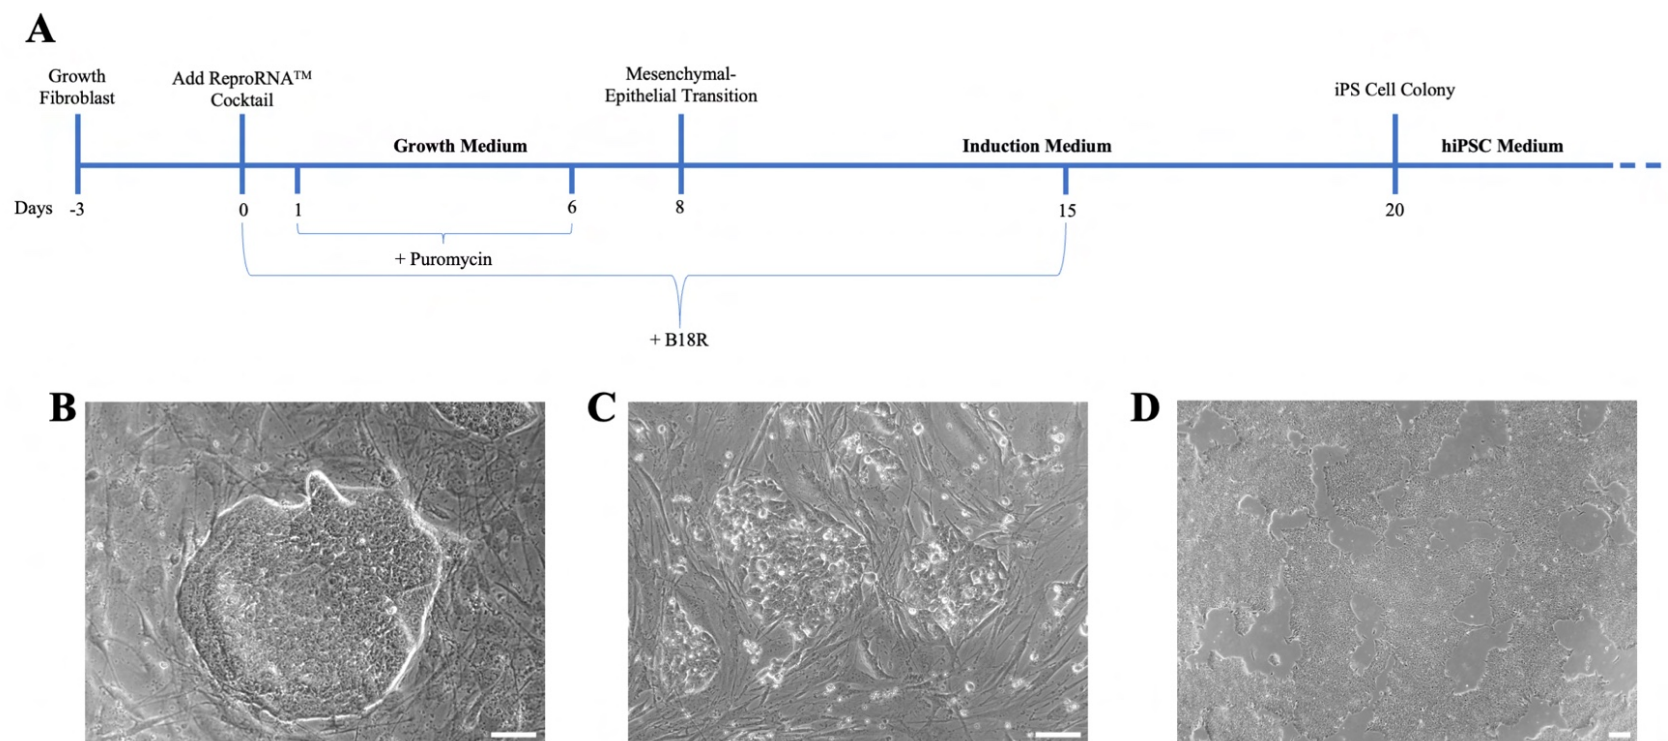 A
Growth
Fibroblast
Add ReproRNA™
Cocktail
Mesenchymal-
Epithelial Transition
iPS Cell Colony
Growth Medium
Induction Medium
hiPSC Medium
Days -3 0 1 6 8 15 20
+ Puromycin
+ B18R
B C D